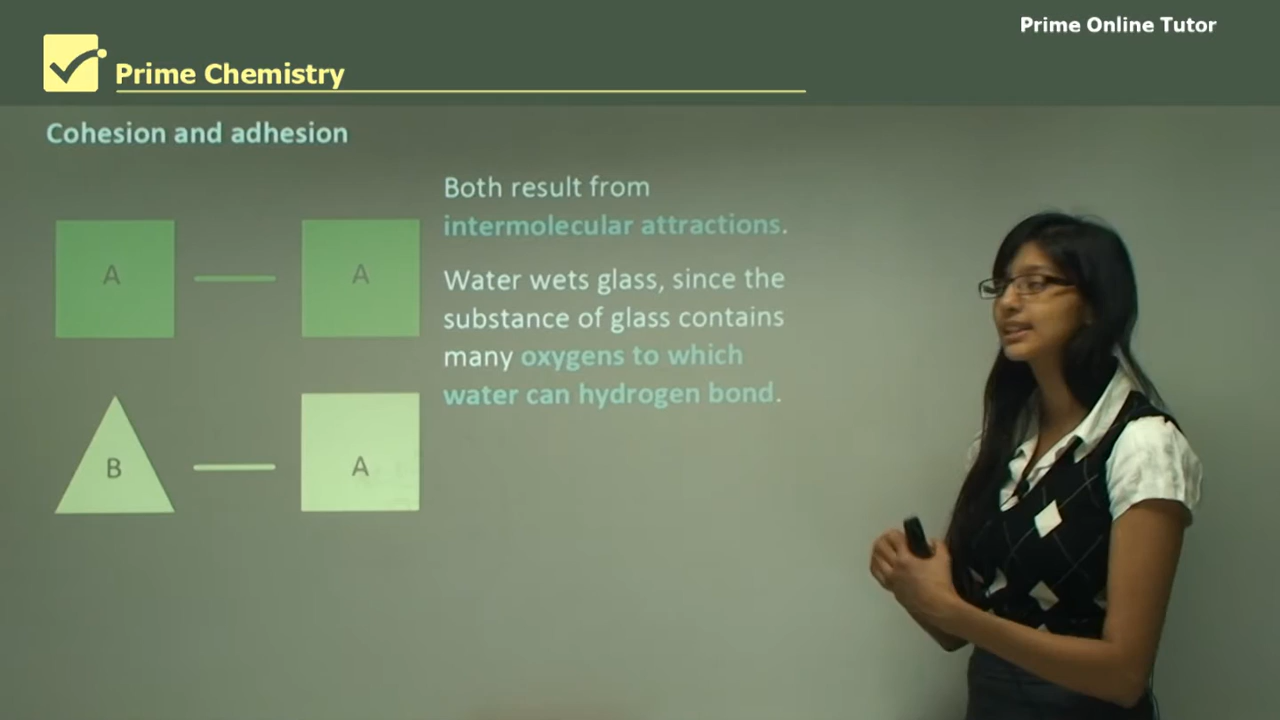 Prime Online Tutor
Prime Chemistry
Cohesion and adhesion
Both result from
intermolecular attractions.
Water wets glass, since the
substance of glass contains
many oxygens to which
water can hydrogen bond.
A A
B A